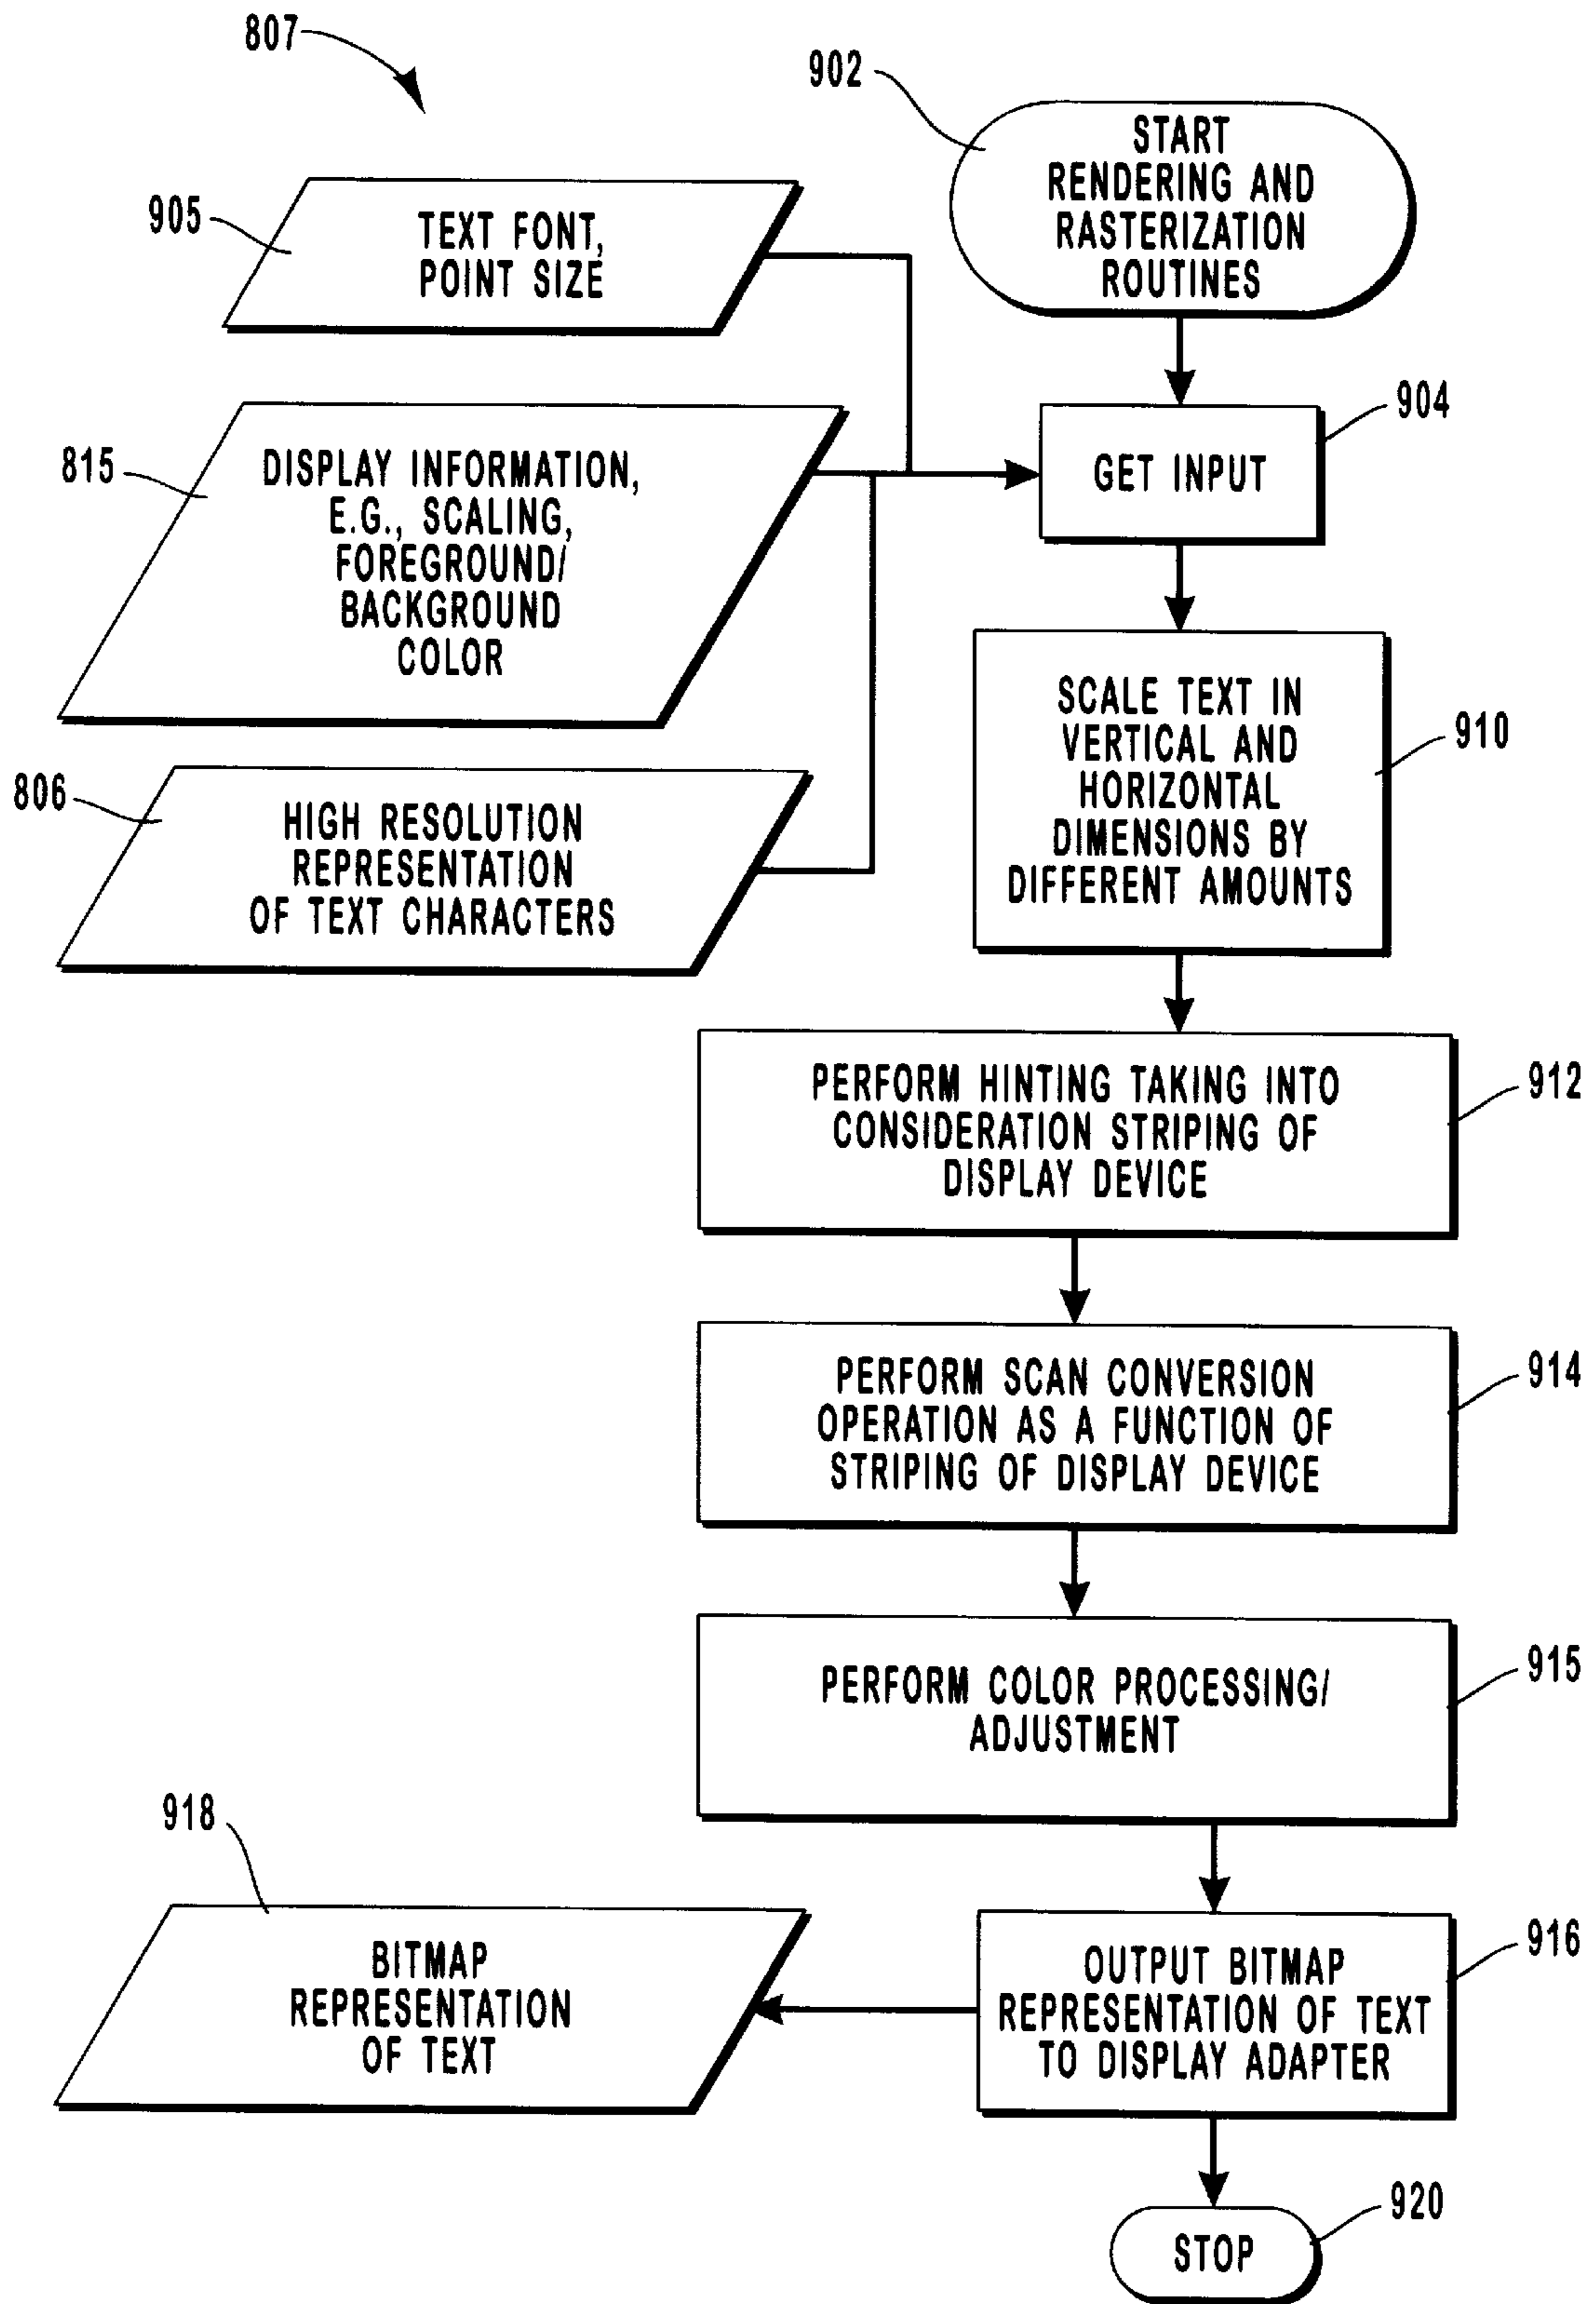 807
902
START
RENDERING AND
RASTERIZATION
ROUTINES
905
TEXT FONT,
POINT SIZE
904
GET INPUT
815
DISPLAY INFORMATION,
E.G., SCALING,
FOREGROUND/
BACKGROUND
COLOR
910
SCALE TEXT IN
VERTICAL AND
HORIZONTAL
DIMENSIONS BY
DIFFERENT AMOUNTS
806
HIGH RESOLUTION
REPRESENTATION
OF TEXT CHARACTERS
912
PERFORM HINTING TAKING INTO
CONSIDERATION STRIPING OF
DISPLAY DEVICE
914
PERFORM SCAN CONVERSION
OPERATION AS A FUNCTION OF
STRIPING OF DISPLAY DEVICE
915
PERFORM COLOR PROCESSING/
ADJUSTMENT
918
BITMAP
REPRESENTATION
OF TEXT
916
OUTPUT BITMAP
REPRESENTATION OF TEXT
TO DISPLAY ADAPTER
920
STOP